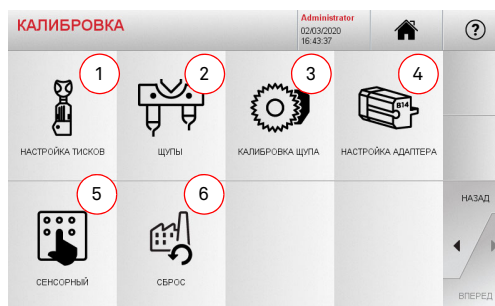 КАЛИБРОВКА
Administrator
02/03/2020
16:43:37
?
1
2
3
4
B14
НАСТРОЙКА ТИСКОВ
ЩУПЫ
КАЛИБРОВКА ЩУПА
НАСТРОЙКА АДАПТЕРА
5
6
НАЗАД
СЕНСОРНЫЙ
СБРОС
ВПЕРЕД